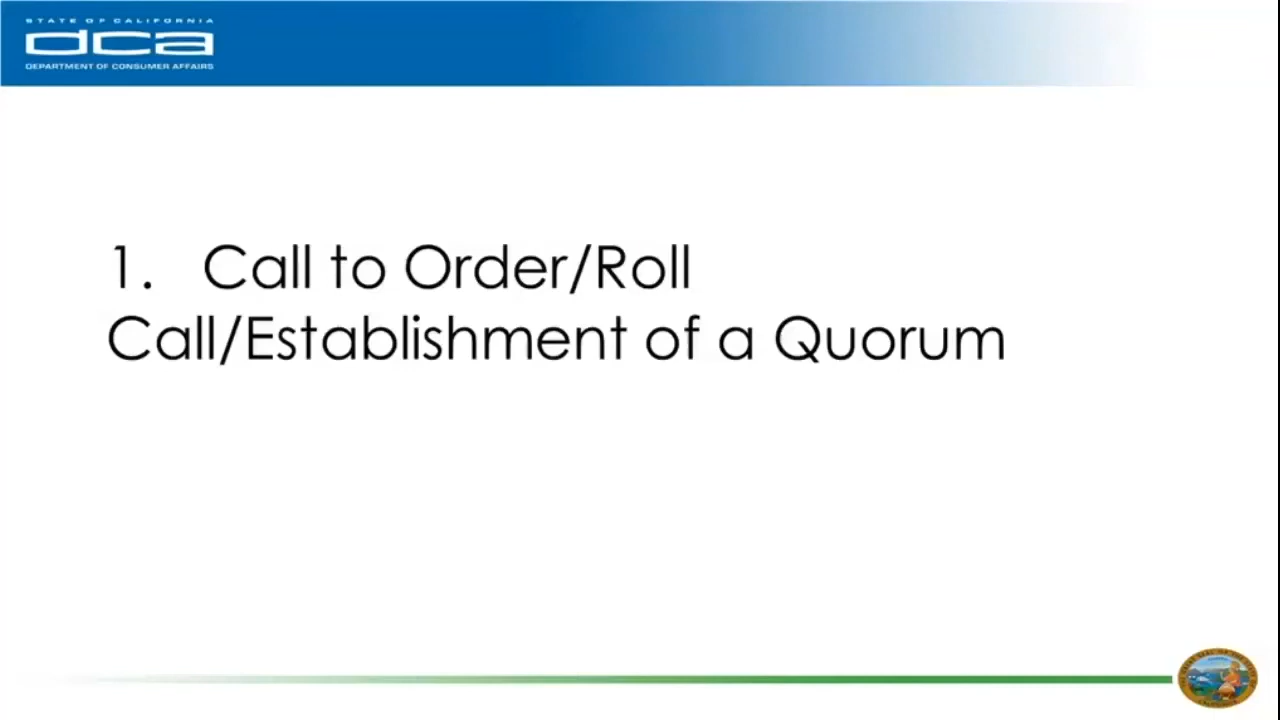 STATE OF CALIFORNIA
dca
DEPARTMENT OF CONSUMER AFFAIRS
1. Call to Order/Roll
Call/Establishment of a Quorum